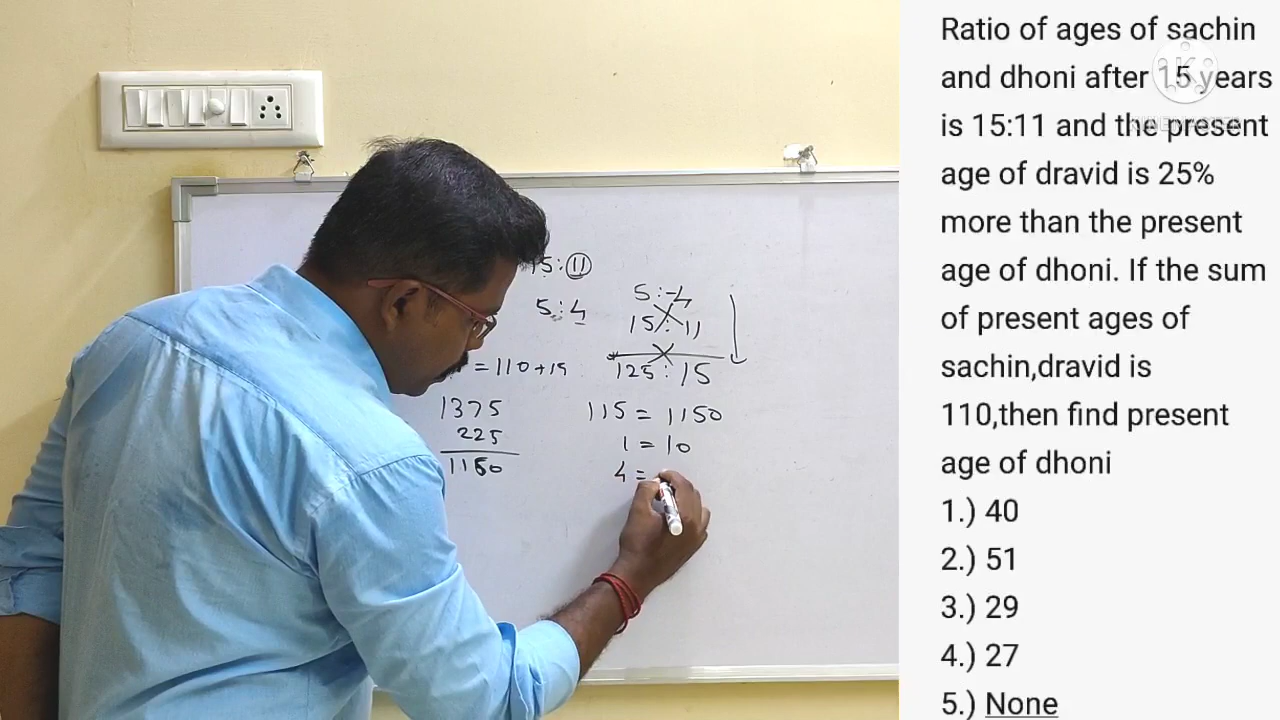 Ratio of ages of sachin
and dhoni after 15 years
is 15:11 and the present
age of dravid is 25%
more than the present
age of dhoni. If the sum
of present ages of
sachin,dravid is
110,then find present
age of dhoni
1.) 40
2.) 51
3.) 29
4.) 27
5.) None
KINEMASTER
15:11
5:4
=110+15
1375
225
1150
5:4
15:11
125:15
115=1150
1=10
4=